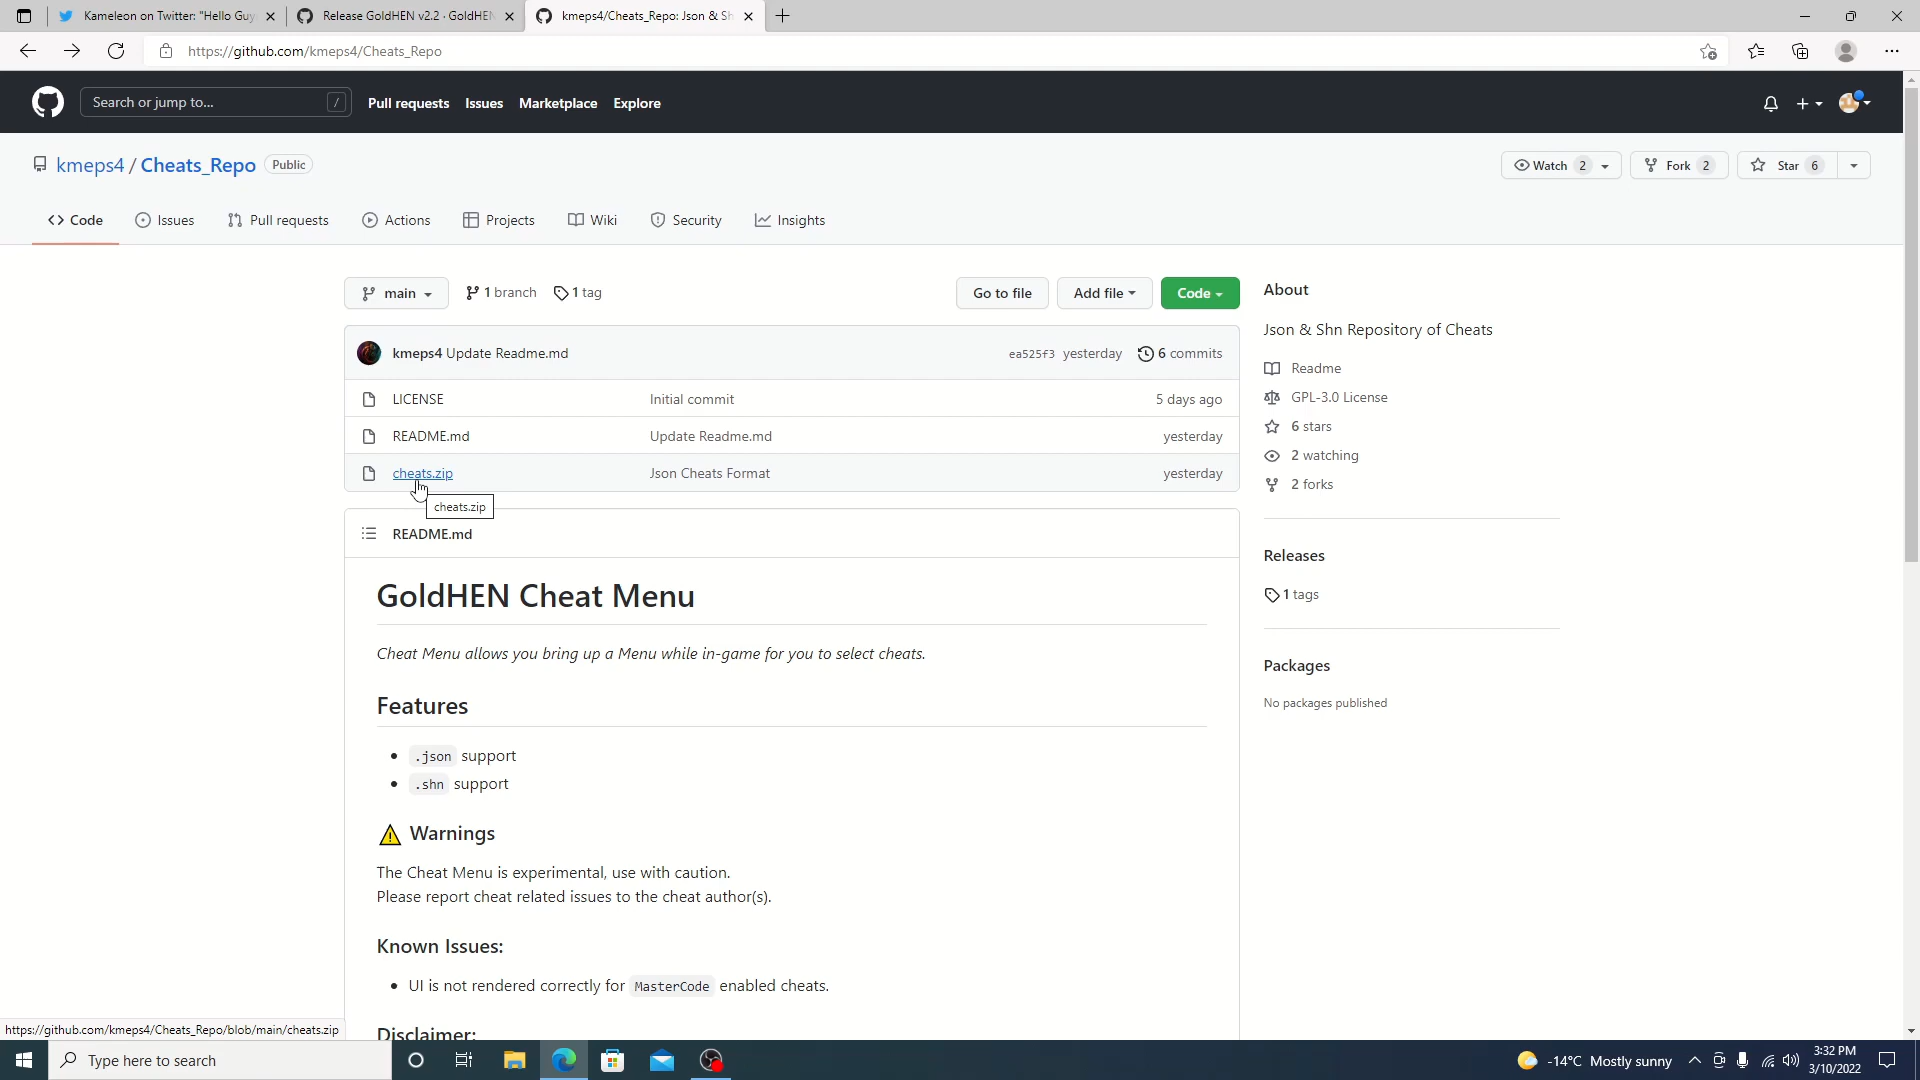 Kameleon on Twitter: "Hello Guy
Release GoldHEN v2.2 · GoldHEN
kmeps4/Cheats_Repo: Json & Sh
https://github.com/kmeps4/Cheats_Repo
Search or jump to...
/
Pull requests
Issues
Marketplace
Explore
kmeps4 / Cheats_Repo
Public
Watch 2
Fork 2
Star 6
Code
Issues
Pull requests
Actions
Projects
Wiki
Security
Insights
main
1 branch
1 tag
Go to file
Add file
Code
kmeps4 Update Readme.md
ea525f3 yesterday
6 commits
LICENSE
Initial commit
5 days ago
README.md
Update Readme.md
yesterday
cheats.zip
Json Cheats Format
yesterday
cheats.zip
README.md
GoldHEN Cheat Menu
Cheat Menu allows you bring up a Menu while in-game for you to select cheats.
Features
.json support
.shn support
Warnings
The Cheat Menu is experimental, use with caution.
Please report cheat related issues to the cheat author(s).
Known Issues:
UI is not rendered correctly for MasterCode enabled cheats.
Disclaimer:
About
Json & Shn Repository of Cheats
Readme
GPL-3.0 License
6 stars
2 watching
2 forks
Releases
1 tags
Packages
No packages published
https://github.com/kmeps4/Cheats_Repo/blob/main/cheats.zip
Type here to search
-14°C Mostly sunny
3:32 PM
3/10/2022